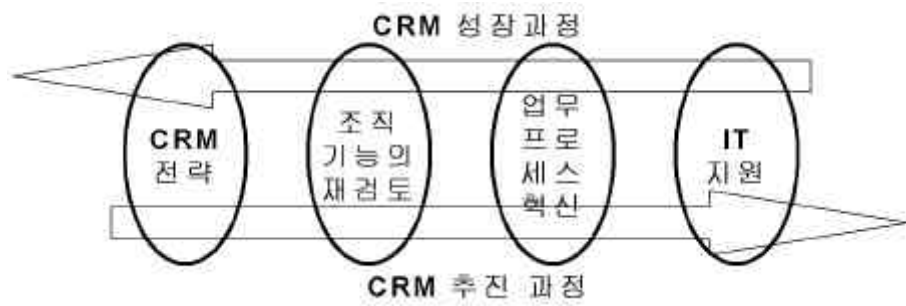 CRM 성장과정
CRM
전략
조직
기능의
재검토
업무
프로
세스
혁신
IT
지원
CRM 추진 과정